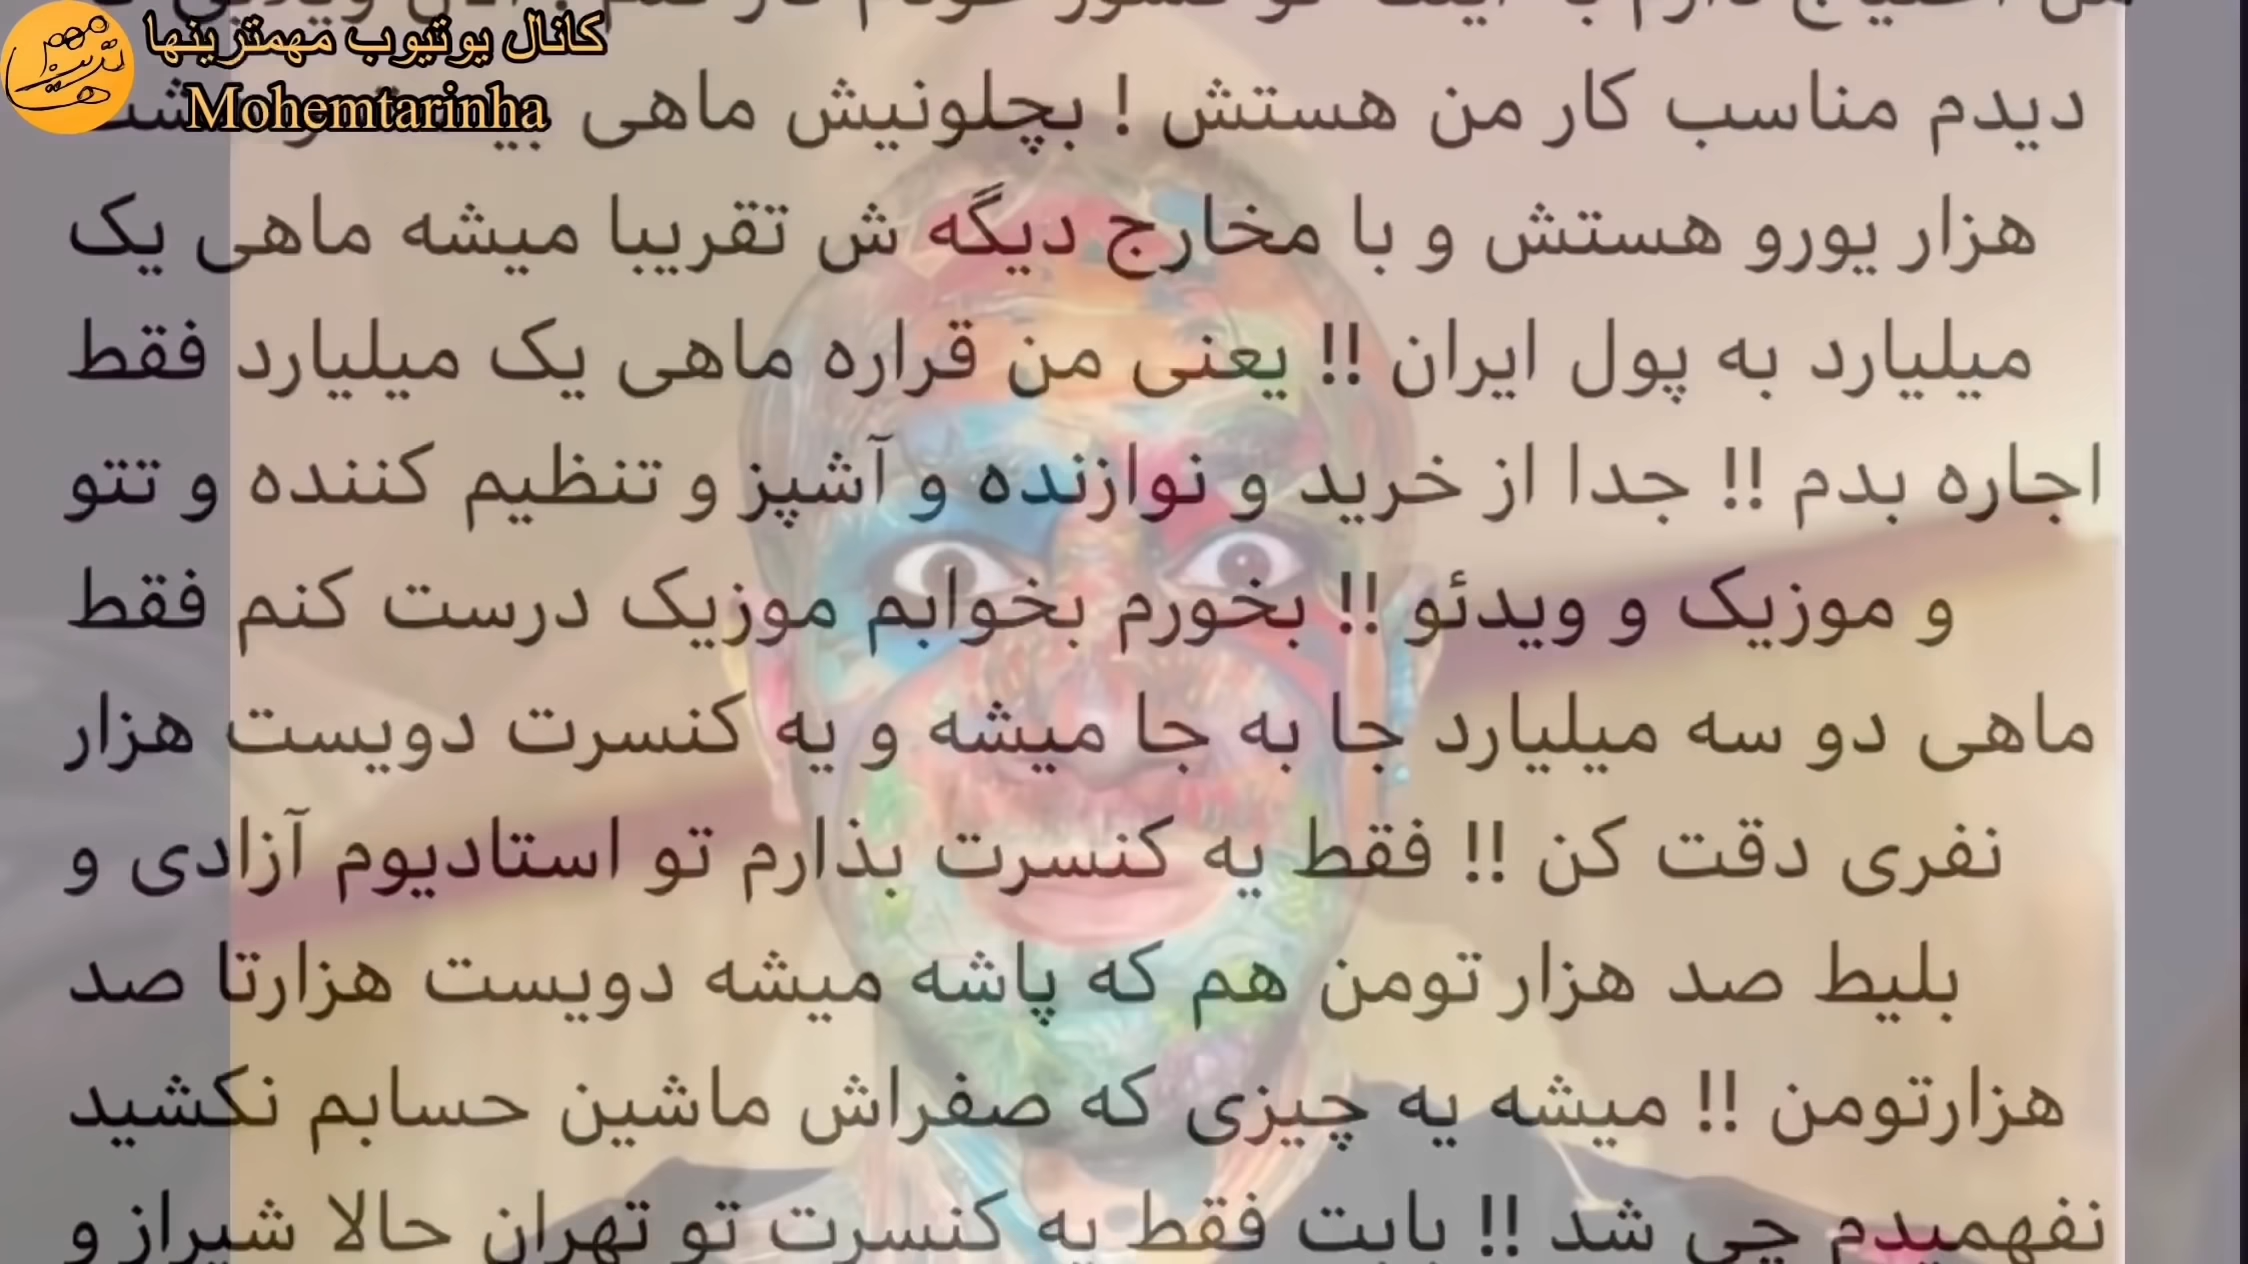 کانال یوتیوب مهمترینها
Mohemtarinha
من احتیاج دارم با
دیدم مناسب کار من هستش ! بچلونیش ماهی
هزار یورو هستش و با مخارج دیگه ش تقریبا میشه ماهی یک
میلیارد به پول ایران !! یعنی من قراره ماهی یک میلیارد فقط
اجاره بدم !! جدا از خرید و نوازنده و آشپز و تنظیم کننده و تتو
و موزیک و ویدئو !! بخورم بخوابم موزیک درست کنم فقط
ماهی دو سه میلیارد جا به جا میشه و یه کنسرت دویست هزار
نفری دقت کن !! فقط یه کنسرت بذارم تو استادیوم آزادی و
بلیط صد هزار تومن هم که پاشه میشه دویست هزارتا صد
هزارتومن !! میشه یه چیزی که صفراش ماشین حسابم نکشید
نفهمیدم چی شد !! بابت فقط یه کنسرت تو تهران حالا شیراز و